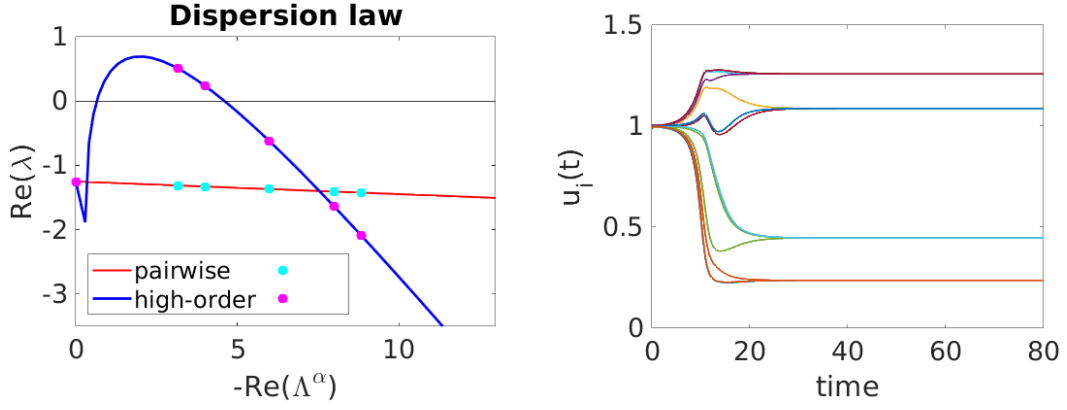 Dispersion law
1
0
-1
-2
-3
Re(λ)
pairwise
high-order
0 5 10
-Re(Λ^α)
1.5
1
0.5
0
u_i(t)
0 20 40 60 80
time